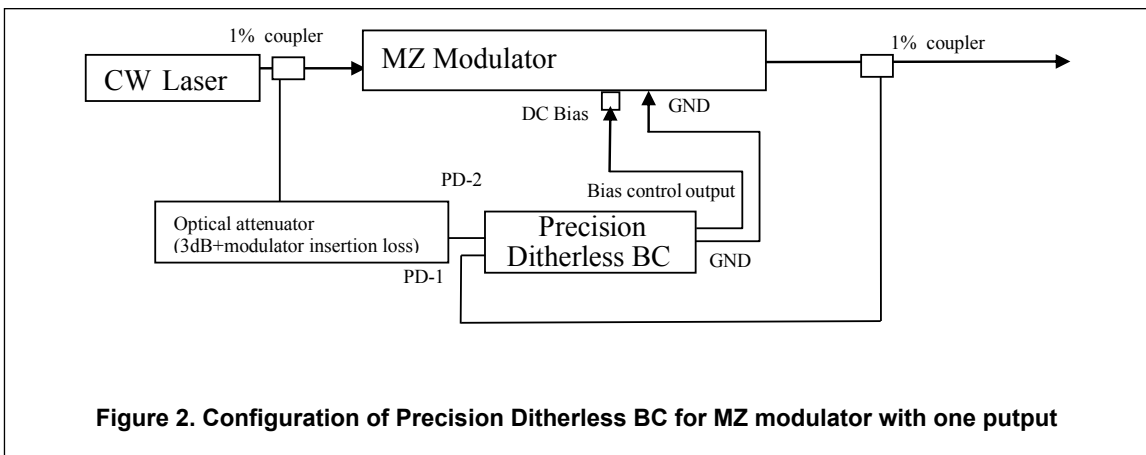 1% coupler
1% coupler
CW Laser
MZ Modulator
DC Bias
GND
PD-2
Bias control output
Optical attenuator
(3dB+modulator insertion loss)
Precision
Ditherless BC
GND
PD-1
Figure 2. Configuration of Precision Ditherless BC for MZ modulator with one putput